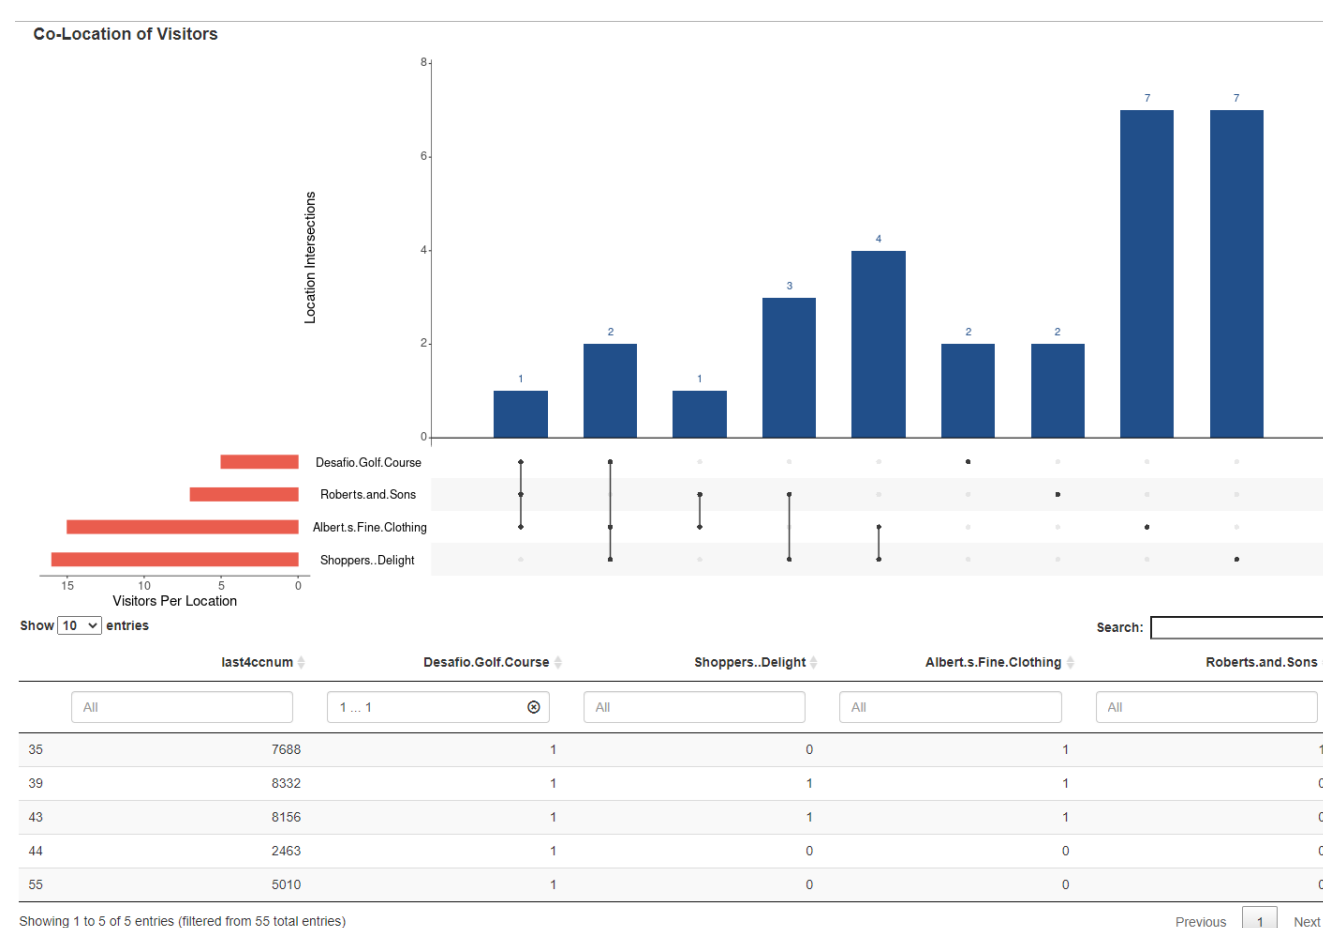 Co-Location of Visitors
8
7 7
6
Location Intersections
4
4
3
2
2 2 2
1 1
0
Desafio.Golf.Course
Roberts.and.Sons
Albert.s.Fine.Clothing
Shoppers..Delight
15 10 5 0
Visitors Per Location
Show 10 entries
Search:
last4ccnum Desafio.Golf.Course Shoppers..Delight Albert.s.Fine.Clothing Roberts.and.Sons
All 1 ... 1 All All All
35 7688 1 0 1 1
39 8332 1 1 1 0
43 8156 1 1 1 0
44 2463 1 0 0 0
55 5010 1 0 0 0
Showing 1 to 5 of 5 entries (filtered from 55 total entries)
Previous 1 Next